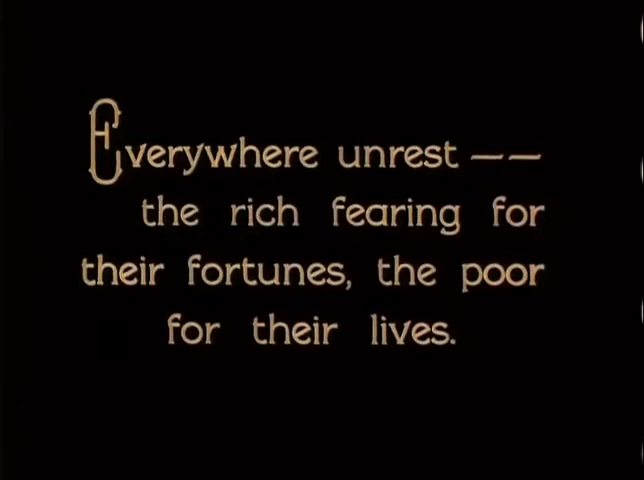 Everywhere unrest — —
the rich fearing for
their fortunes, the poor
for their lives.